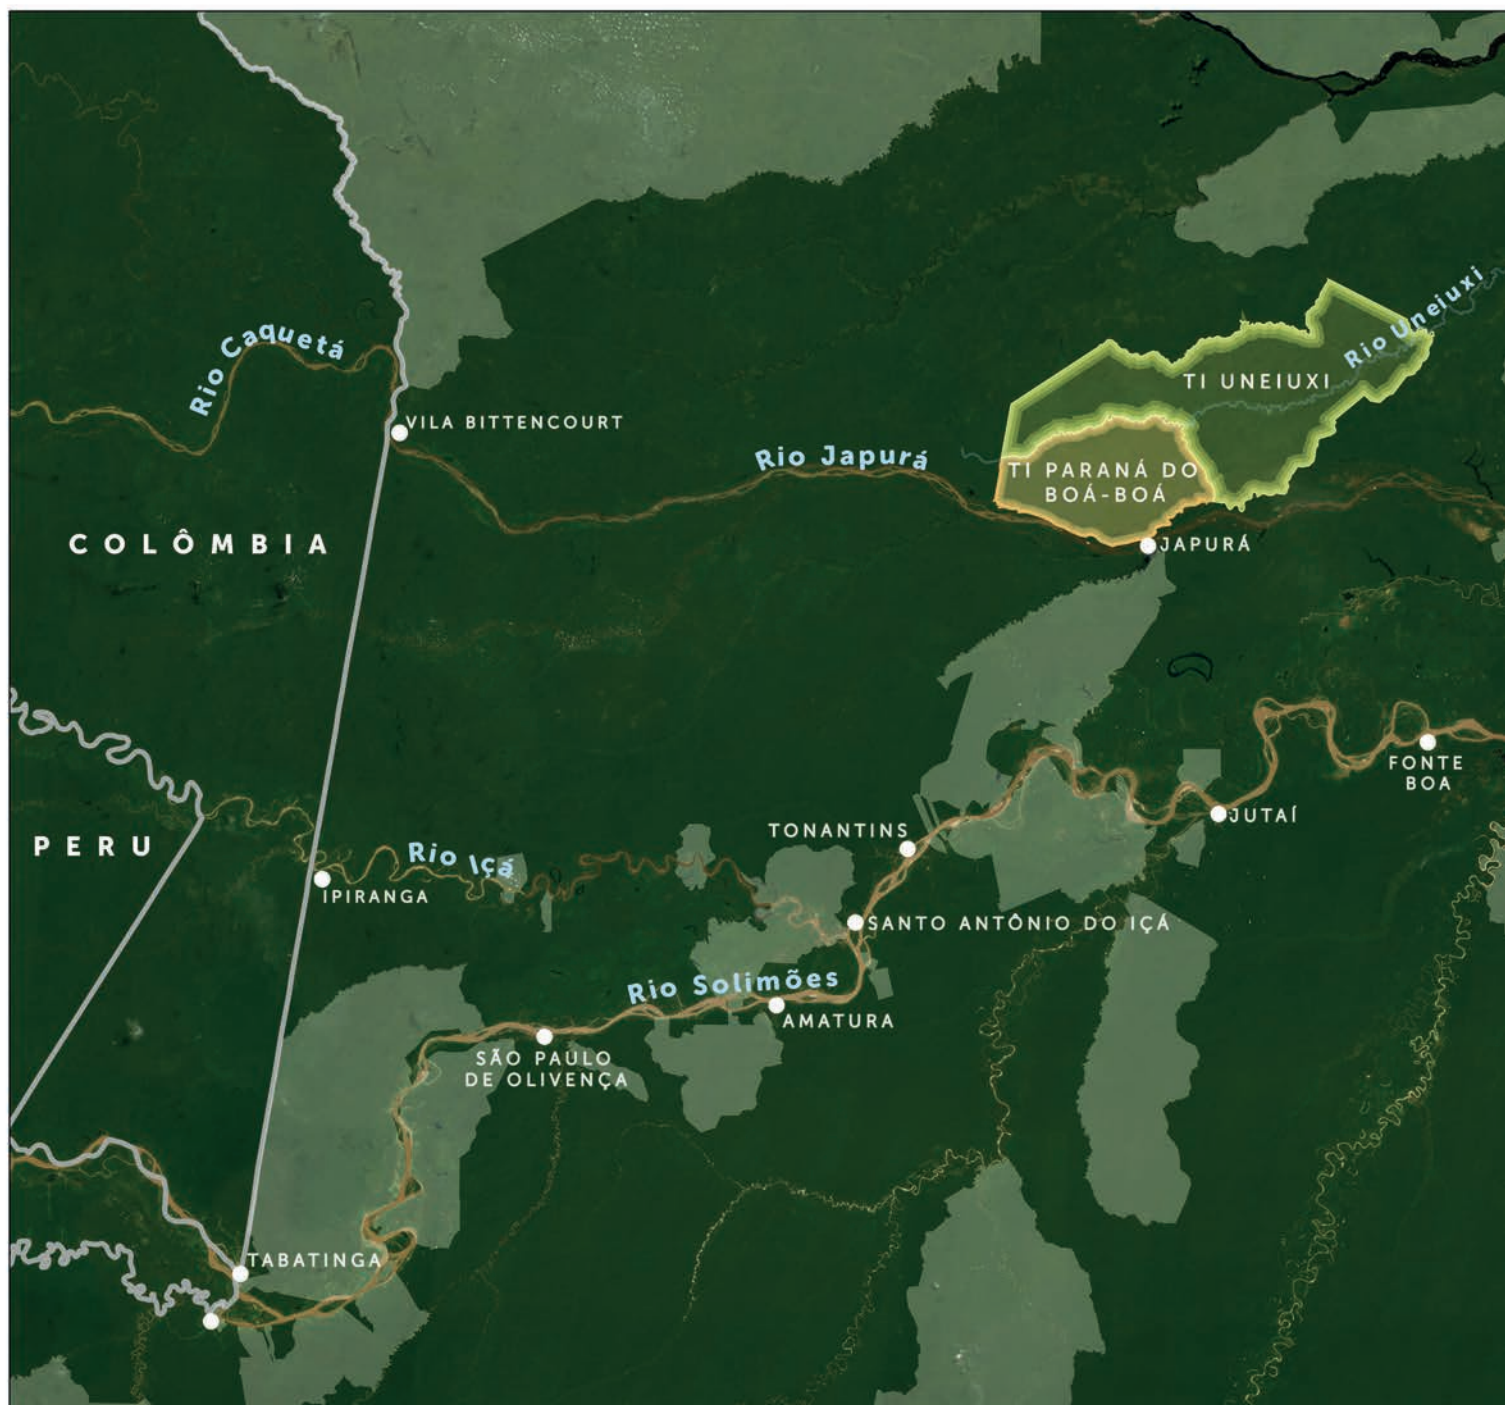 Rio Uneiuxi
Rio Caquetá
TI UNEIUXI
VILA BITTENCOURT
Rio Japurá
TI PARANÁ DO
BOÁ-BOÁ
COLÔMBIA
JAPURÁ
FONTE
BOA
JUTAÍ
TONANTINS
PERU
Rio Içá
IPIRANGA
SANTO ANTÔNIO DO IÇÁ
Rio Solimões
AMATURA
SÃO PAULO
DE OLIVENÇA
TABATINGA